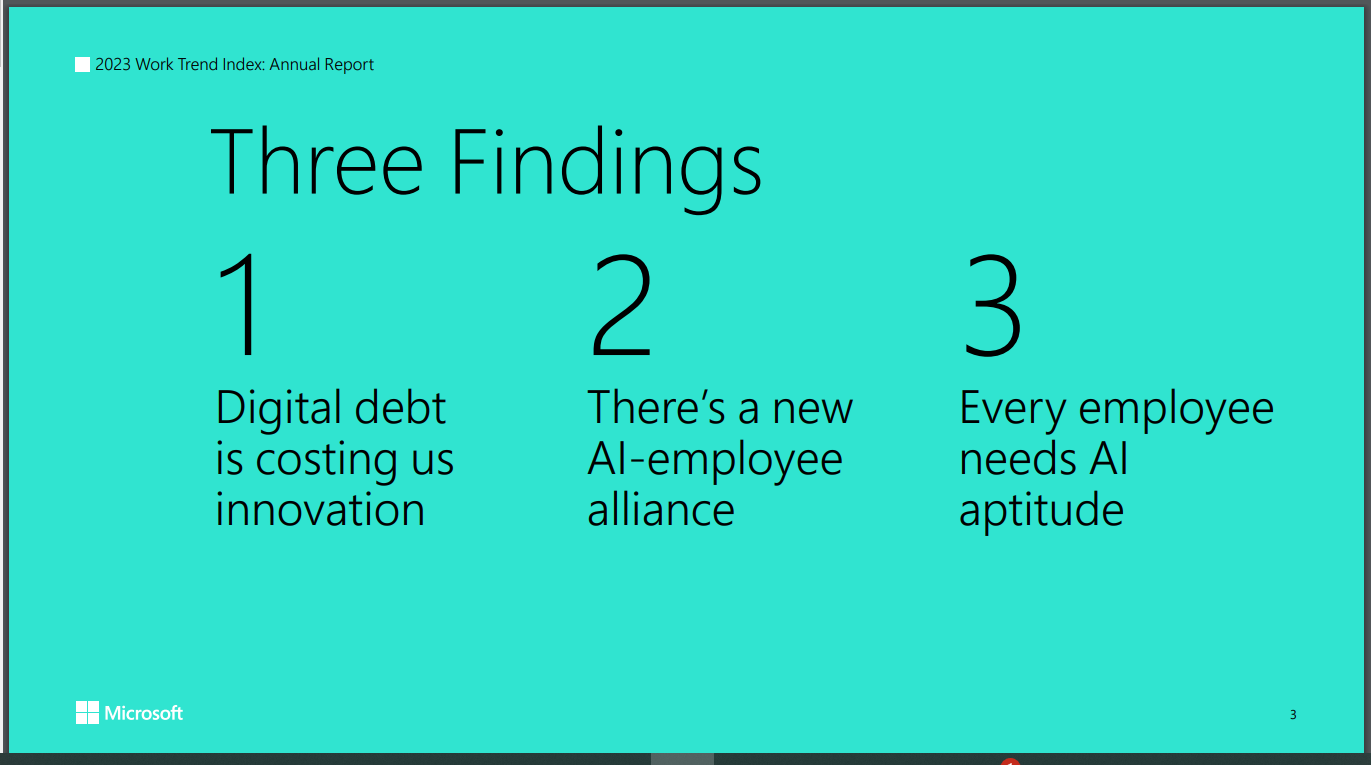 2023 Work Trend Index: Annual Report
Three Findings
1
Digital debt
is costing us
innovation
2
There’s a new
AI-employee
alliance
3
Every employee
needs AI
aptitude
Microsoft
3